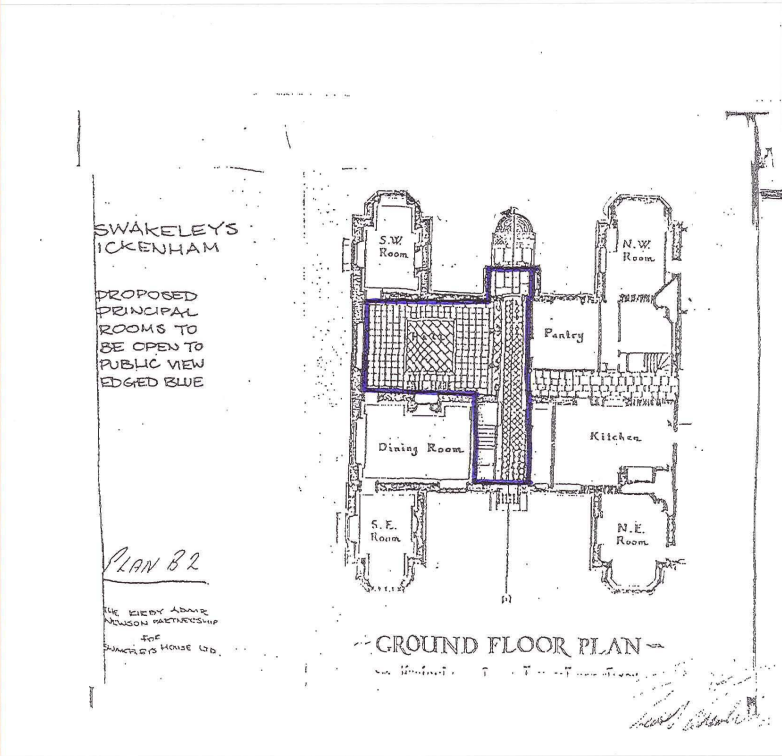 SWAKELEYS
ICKENHAM
PROPOSED
PRINCIPAL
ROOMS TO
BE OPEN TO
PUBLIC VIEW
EDGED BLUE
S.W.
Room
N.W.
Room
Pantry
Dining Room
Kitchen
S.E.
Room
N.E.
Room
PLAN B2
THE KIRBY ADAIR
NEWSON PARTNERSHIP
FOR
SWAKELEYS HOUSE LTD.
GROUND FLOOR PLAN